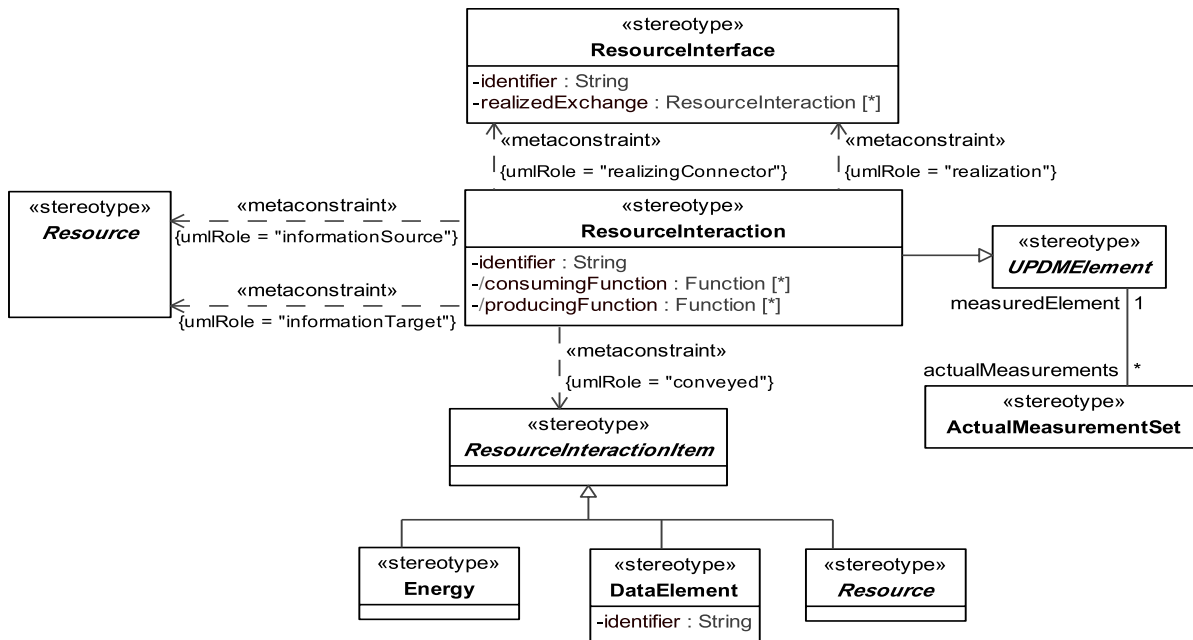 «stereotype»
ResourceInterface
-identifier : String
-realizedExchange : ResourceInteraction [*]
«metaconstraint»
{umlRole = "realizingConnector"}
«metaconstraint»
{umlRole = "realization"}
«stereotype»
Resource
«metaconstraint»
{umlRole = "informationSource"}
«metaconstraint»
{umlRole = "informationTarget"}
«stereotype»
ResourceInteraction
-identifier : String
-/consumingFunction : Function [*]
-/producingFunction : Function [*]
«stereotype»
UPDMElement
measuredElement 1
actualMeasurements *
«stereotype»
ActualMeasurementSet
«metaconstraint»
{umlRole = "conveyed"}
«stereotype»
ResourceInteractionItem
«stereotype»
Energy
«stereotype»
DataElement
-identifier : String
«stereotype»
Resource